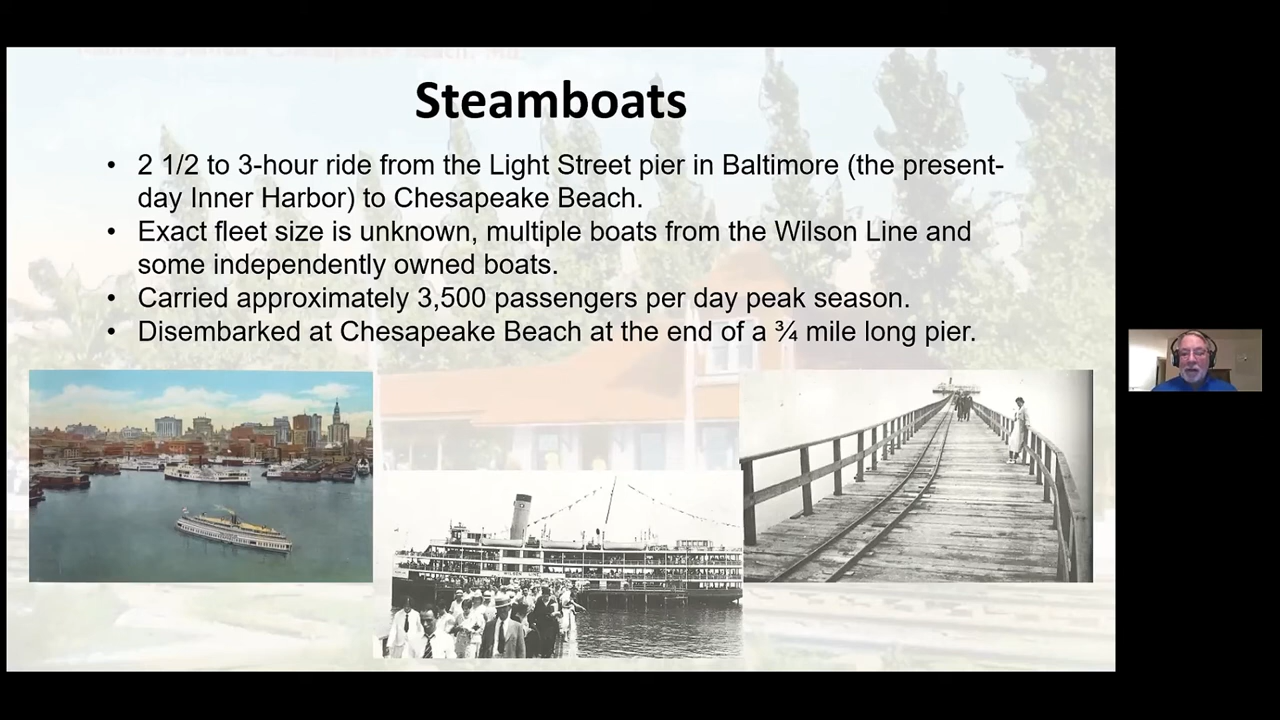 Steamboats
• 2 1/2 to 3-hour ride from the Light Street pier in Baltimore (the present-
day Inner Harbor) to Chesapeake Beach.
• Exact fleet size is unknown, multiple boats from the Wilson Line and
some independently owned boats.
• Carried approximately 3,500 passengers per day peak season.
• Disembarked at Chesapeake Beach at the end of a ¾ mile long pier.
WILSON LINE